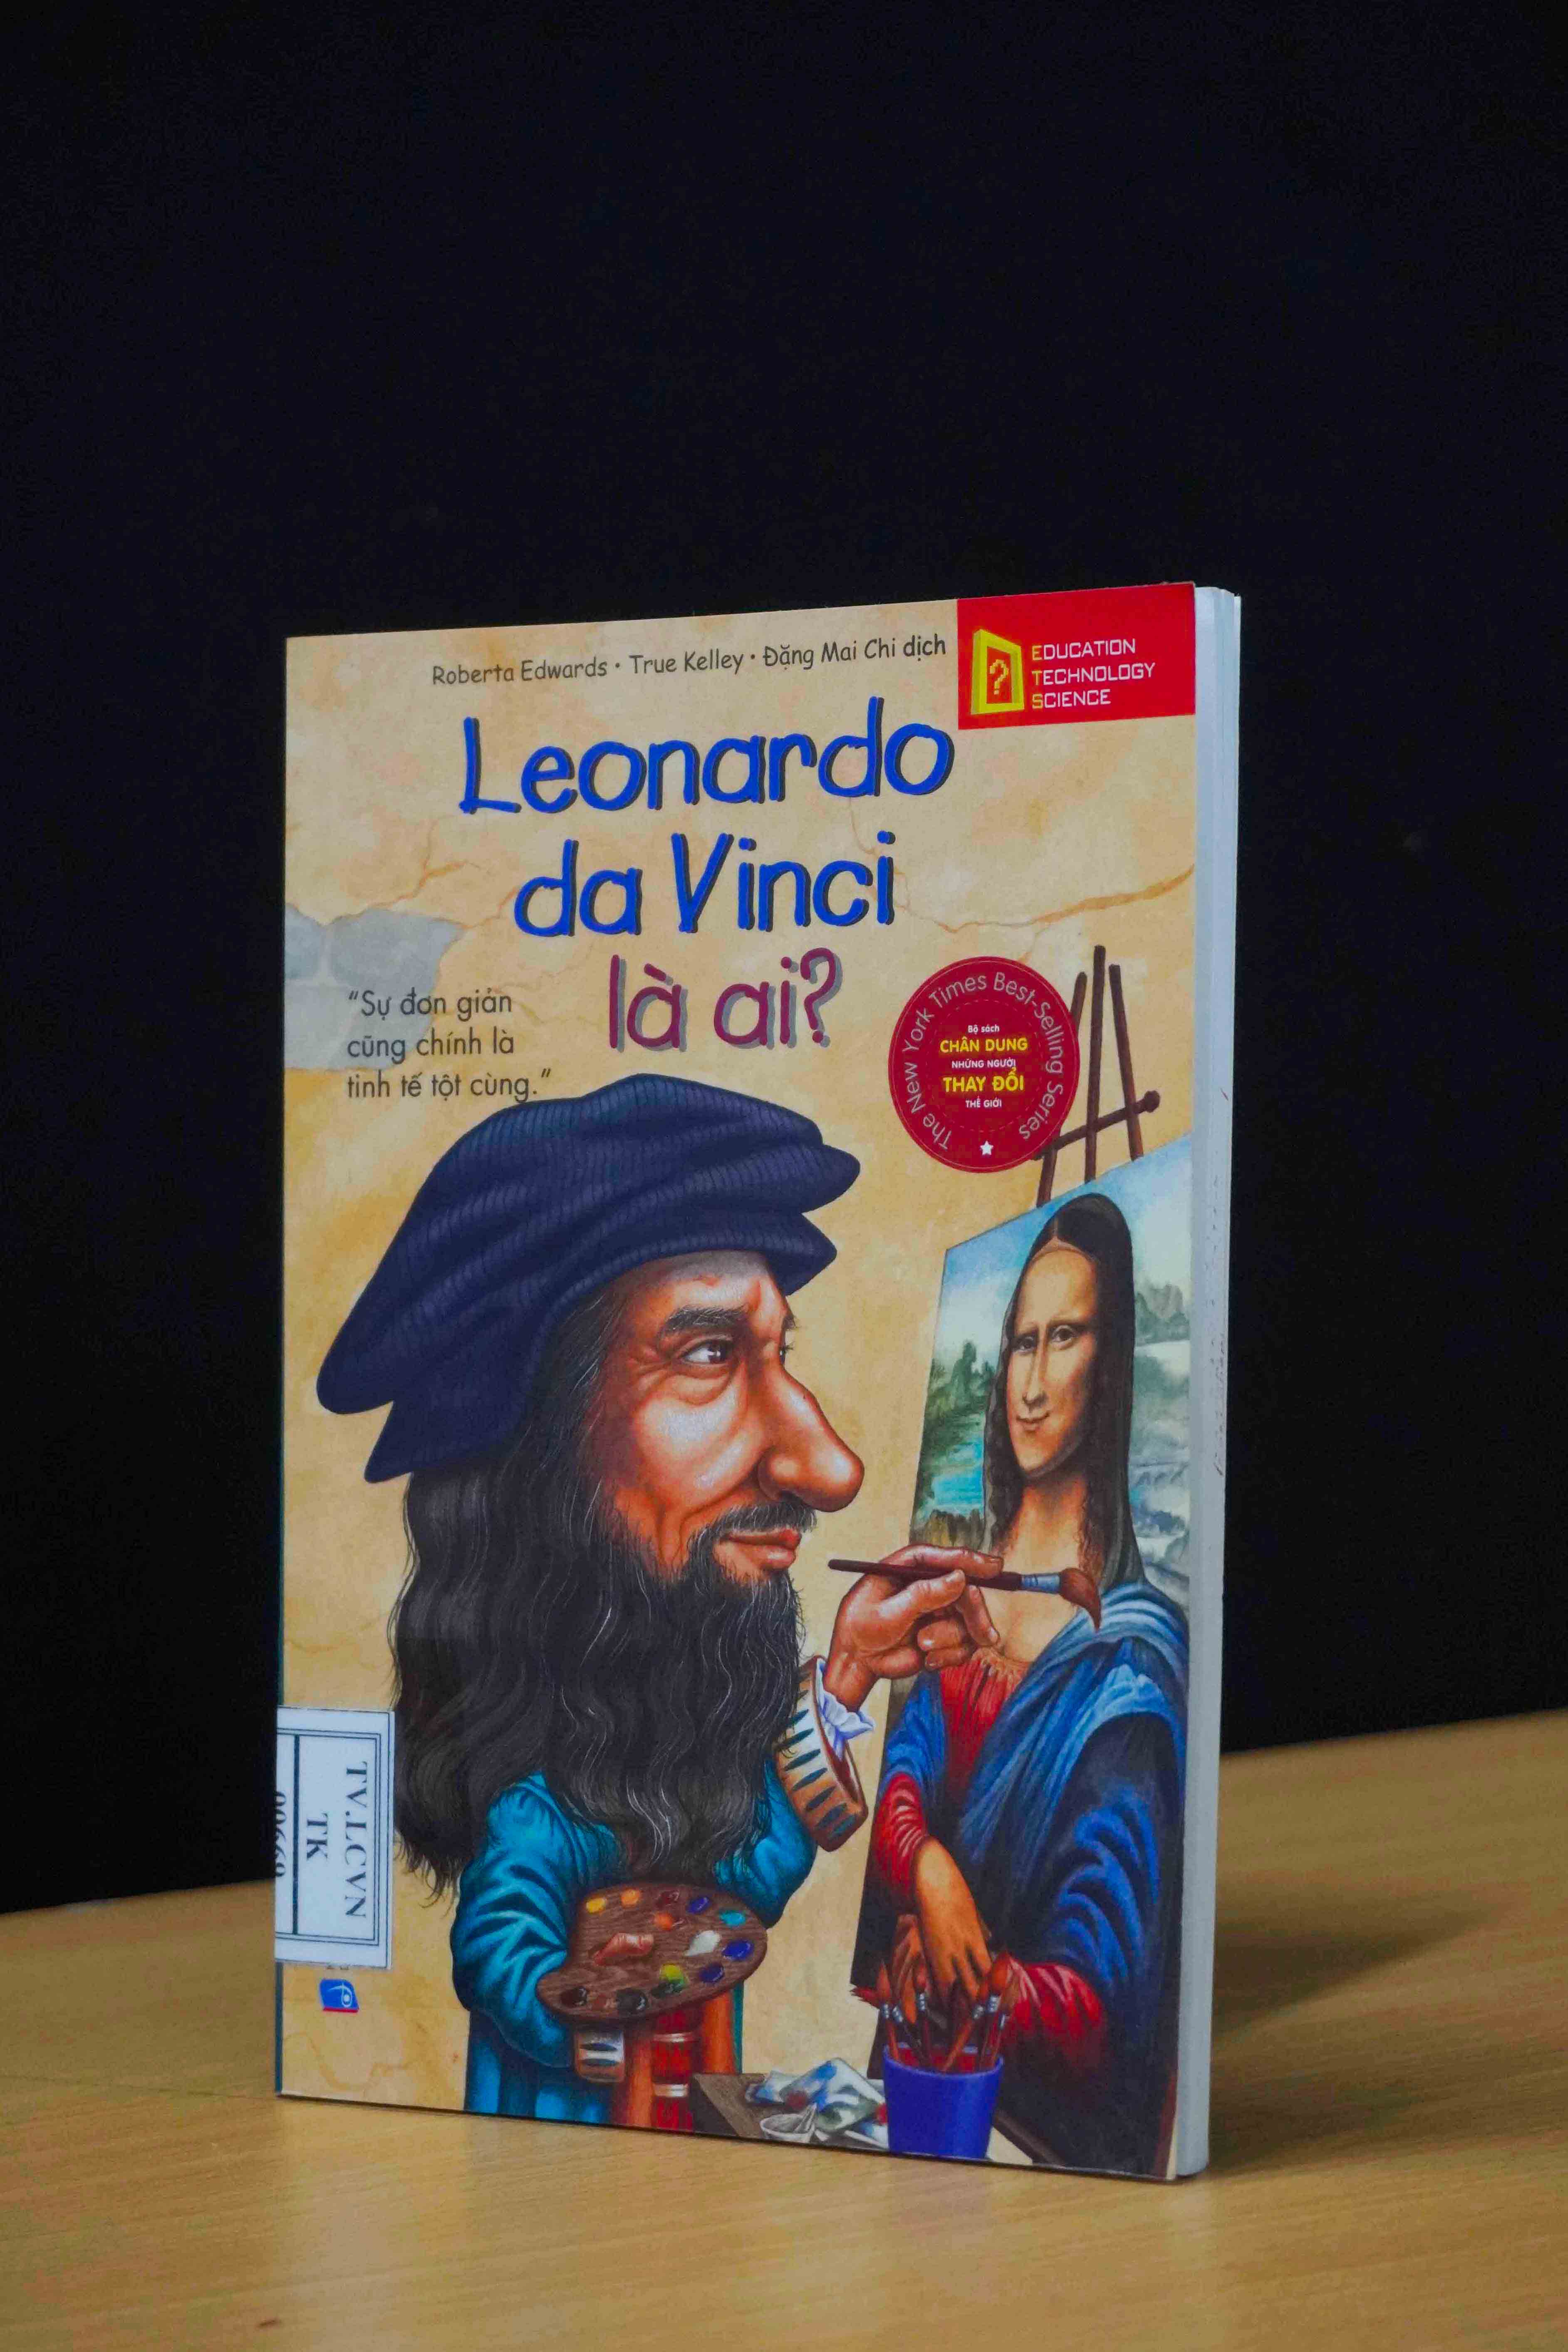 Roberta Edwards • True Kelley • Đặng Mai Chi dịch
EDUCATION
TECHNOLOGY
SCIENCE
?
Leonardo
da Vinci
là ai?
“Sự đơn giản
cũng chính là
tinh tế tột cùng.”
The New York Times Best-Selling Series
Bộ sách
CHÂN DUNG
NHỮNG NGƯỜI
THAY ĐỔI
THẾ GIỚI
TV.LCVN
TK